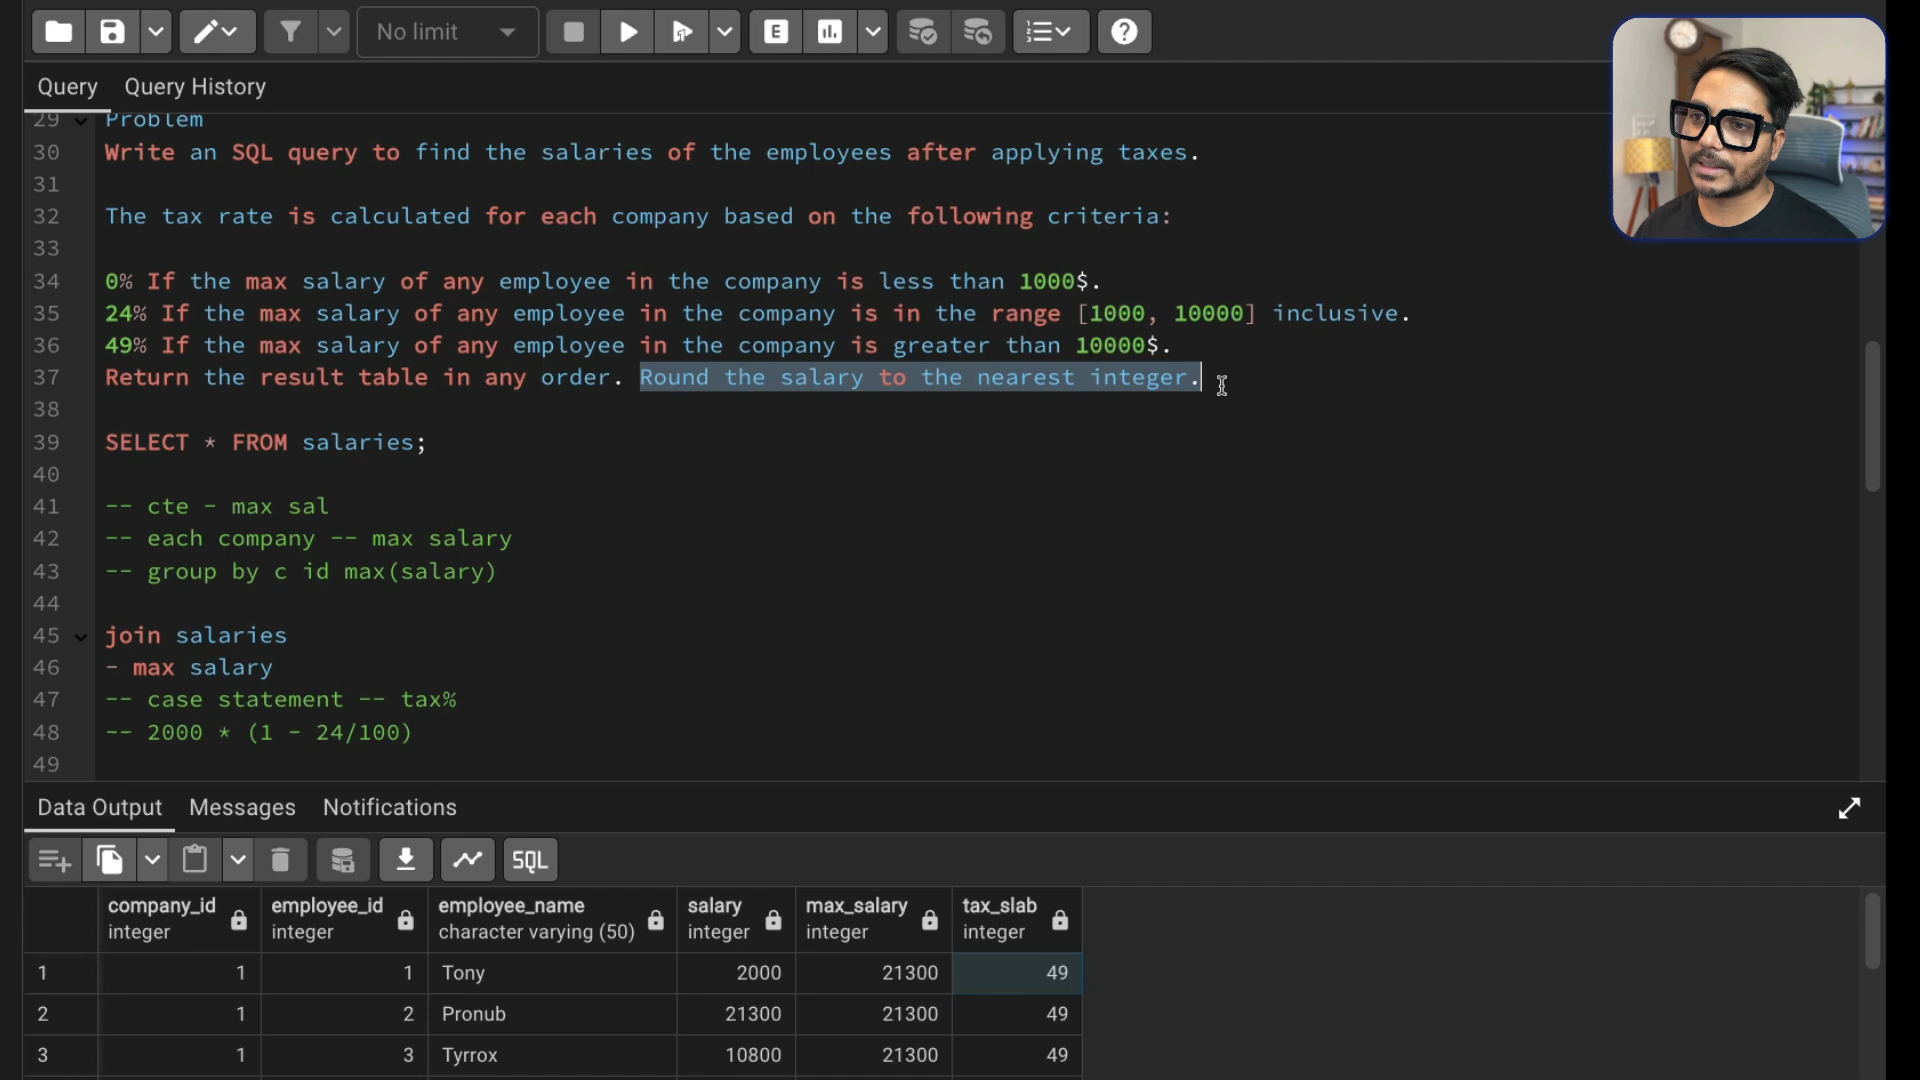 No limit
E
Query Query History
29 Problem
30 Write an SQL query to find the salaries of the employees after applying taxes.
31
32 The tax rate is calculated for each company based on the following criteria:
33
34 0% If the max salary of any employee in the company is less than 1000$.
35 24% If the max salary of any employee in the company is in the range [1000, 10000] inclusive.
36 49% If the max salary of any employee in the company is greater than 10000$.
37 Return the result table in any order. Round the salary to the nearest integer.
38
39 SELECT * FROM salaries;
40
41 -- cte - max sal
42 -- each company -- max salary
43 -- group by c id max(salary)
44
45 join salaries
46 - max salary
47 -- case statement -- tax%
48 -- 2000 * (1 - 24/100)
49
Data Output Messages Notifications
SQL
company_id employee_id employee_name salary max_salary tax_slab
integer integer character varying (50) integer integer integer
1 1 1 Tony 2000 21300 49
2 1 2 Pronub 21300 21300 49
3 1 3 Tyrrox 10800 21300 49